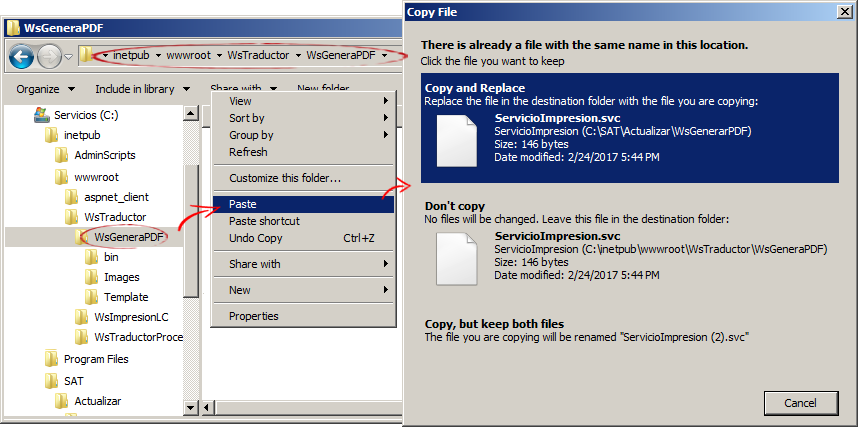 WsGeneraPDF
inetpub wwwroot WsTraductor WsGeneraPDF
Organize Include in library Share with New folder
Servicios (C:)
inetpub
AdminScripts
wwwroot
aspnet_client
WsTraductor
WsGeneraPDF
bin
Images
Template
WsImpresionLC
WsTraductorProce
Program Files
SAT
Actualizar
View
Sort by
Group by
Refresh
Customize this folder...
Paste
Paste shortcut
Undo Copy Ctrl+Z
Share with
New
Properties
Copy File
There is already a file with the same name in this location.
Click the file you want to keep
Copy and Replace
Replace the file in the destination folder with the file you are copying:
ServicioImpresion.svc
ServicioImpresion (C:\SAT\Actualizar\WsGenerarPDF)
Size: 146 bytes
Date modified: 2/24/2017 5:44 PM
Don't copy
No files will be changed. Leave this file in the destination folder:
ServicioImpresion.svc
ServicioImpresion (C:\inetpub\wwwroot\WsTraductor\WsGeneraPDF)
Size: 146 bytes
Date modified: 2/24/2017 5:44 PM
Copy, but keep both files
The file you are copying will be renamed "ServicioImpresion (2).svc"
Cancel